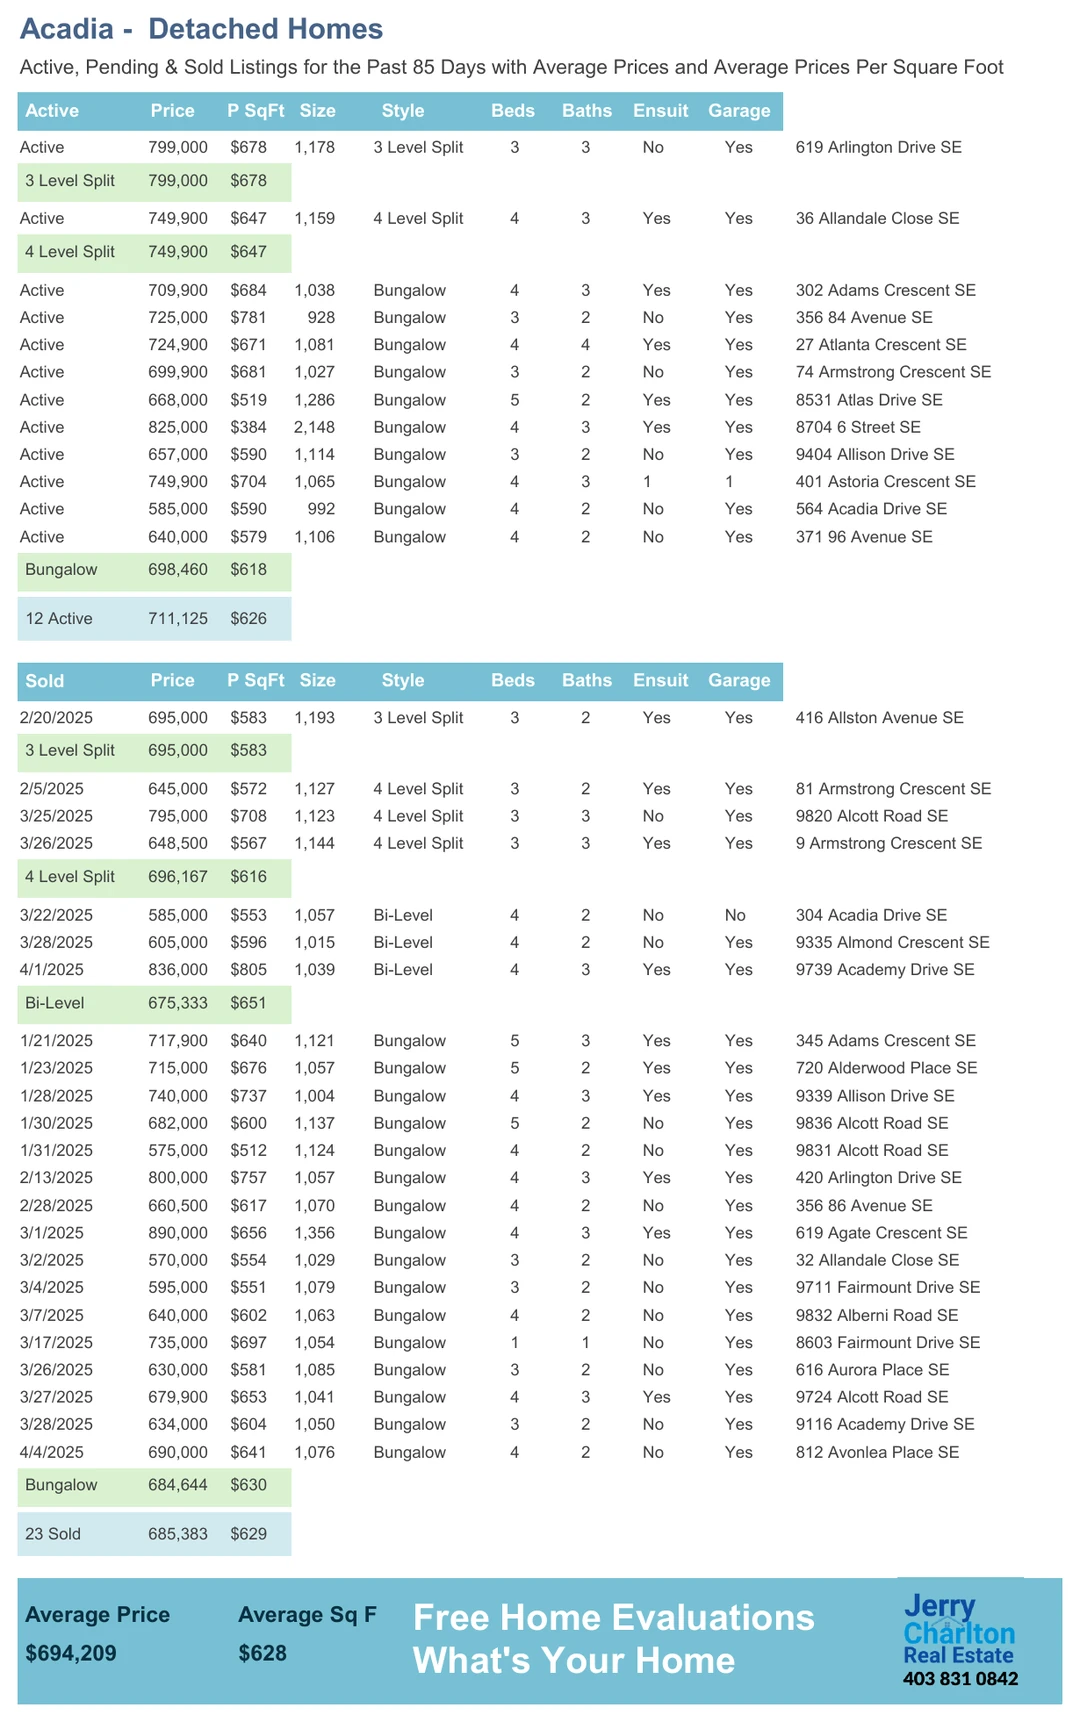 Acadia - Detached Homes
Active, Pending & Sold Listings for the Past 85 Days with Average Prices and Average Prices Per Square Foot
Active Price P SqFt Size Style Beds Baths Ensuit Garage
Active 799,000 $678 1,178 3 Level Split 3 3 No Yes 619 Arlington Drive SE
3 Level Split 799,000 $678
Active 749,900 $647 1,159 4 Level Split 4 3 Yes Yes 36 Allandale Close SE
4 Level Split 749,900 $647
Active 709,900 $684 1,038 Bungalow 4 3 Yes Yes 302 Adams Crescent SE
Active 725,000 $781 928 Bungalow 3 2 No Yes 356 84 Avenue SE
Active 724,900 $671 1,081 Bungalow 4 4 Yes Yes 27 Atlanta Crescent SE
Active 699,900 $681 1,027 Bungalow 3 2 No Yes 74 Armstrong Crescent SE
Active 668,000 $519 1,286 Bungalow 5 2 Yes Yes 8531 Atlas Drive SE
Active 825,000 $384 2,148 Bungalow 4 3 Yes Yes 8704 6 Street SE
Active 657,000 $590 1,114 Bungalow 3 2 No Yes 9404 Allison Drive SE
Active 749,900 $704 1,065 Bungalow 4 3 1 1 401 Astoria Crescent SE
Active 585,000 $590 992 Bungalow 4 2 No Yes 564 Acadia Drive SE
Active 640,000 $579 1,106 Bungalow 4 2 No Yes 371 96 Avenue SE
Bungalow 698,460 $618
12 Active 711,125 $626
Sold Price P SqFt Size Style Beds Baths Ensuit Garage
2/20/2025 695,000 $583 1,193 3 Level Split 3 2 Yes Yes 416 Allston Avenue SE
3 Level Split 695,000 $583
2/5/2025 645,000 $572 1,127 4 Level Split 3 2 Yes Yes 81 Armstrong Crescent SE
3/25/2025 795,000 $708 1,123 4 Level Split 3 3 No Yes 9820 Alcott Road SE
3/26/2025 648,500 $567 1,144 4 Level Split 3 3 Yes Yes 9 Armstrong Crescent SE
4 Level Split 696,167 $616
3/22/2025 585,000 $553 1,057 Bi-Level 4 2 No No 304 Acadia Drive SE
3/28/2025 605,000 $596 1,015 Bi-Level 4 2 No Yes 9335 Almond Crescent SE
4/1/2025 836,000 $805 1,039 Bi-Level 4 3 Yes Yes 9739 Academy Drive SE
Bi-Level 675,333 $651
1/21/2025 717,900 $640 1,121 Bungalow 5 3 Yes Yes 345 Adams Crescent SE
1/23/2025 715,000 $676 1,057 Bungalow 5 2 Yes Yes 720 Alderwood Place SE
1/28/2025 740,000 $737 1,004 Bungalow 4 3 Yes Yes 9339 Allison Drive SE
1/30/2025 682,000 $600 1,137 Bungalow 5 2 No Yes 9836 Alcott Road SE
1/31/2025 575,000 $512 1,124 Bungalow 4 2 No Yes 9831 Alcott Road SE
2/13/2025 800,000 $757 1,057 Bungalow 4 3 Yes Yes 420 Arlington Drive SE
2/28/2025 660,500 $617 1,070 Bungalow 4 2 No Yes 356 86 Avenue SE
3/1/2025 890,000 $656 1,356 Bungalow 4 3 Yes Yes 619 Agate Crescent SE
3/2/2025 570,000 $554 1,029 Bungalow 3 2 No Yes 32 Allandale Close SE
3/4/2025 595,000 $551 1,079 Bungalow 3 2 No Yes 9711 Fairmount Drive SE
3/7/2025 640,000 $602 1,063 Bungalow 4 2 No Yes 9832 Alberni Road SE
3/17/2025 735,000 $697 1,054 Bungalow 1 1 No Yes 8603 Fairmount Drive SE
3/26/2025 630,000 $581 1,085 Bungalow 3 2 No Yes 616 Aurora Place SE
3/27/2025 679,900 $653 1,041 Bungalow 4 3 Yes Yes 9724 Alcott Road SE
3/28/2025 634,000 $604 1,050 Bungalow 3 2 No Yes 9116 Academy Drive SE
4/4/2025 690,000 $641 1,076 Bungalow 4 2 No Yes 812 Avonlea Place SE
Bungalow 684,644 $630
23 Sold 685,383 $629
Average Price Average Sq F
$694,209 $628
Free Home Evaluations
What's Your Home
Jerry
Charlton
Real Estate
403 831 0842